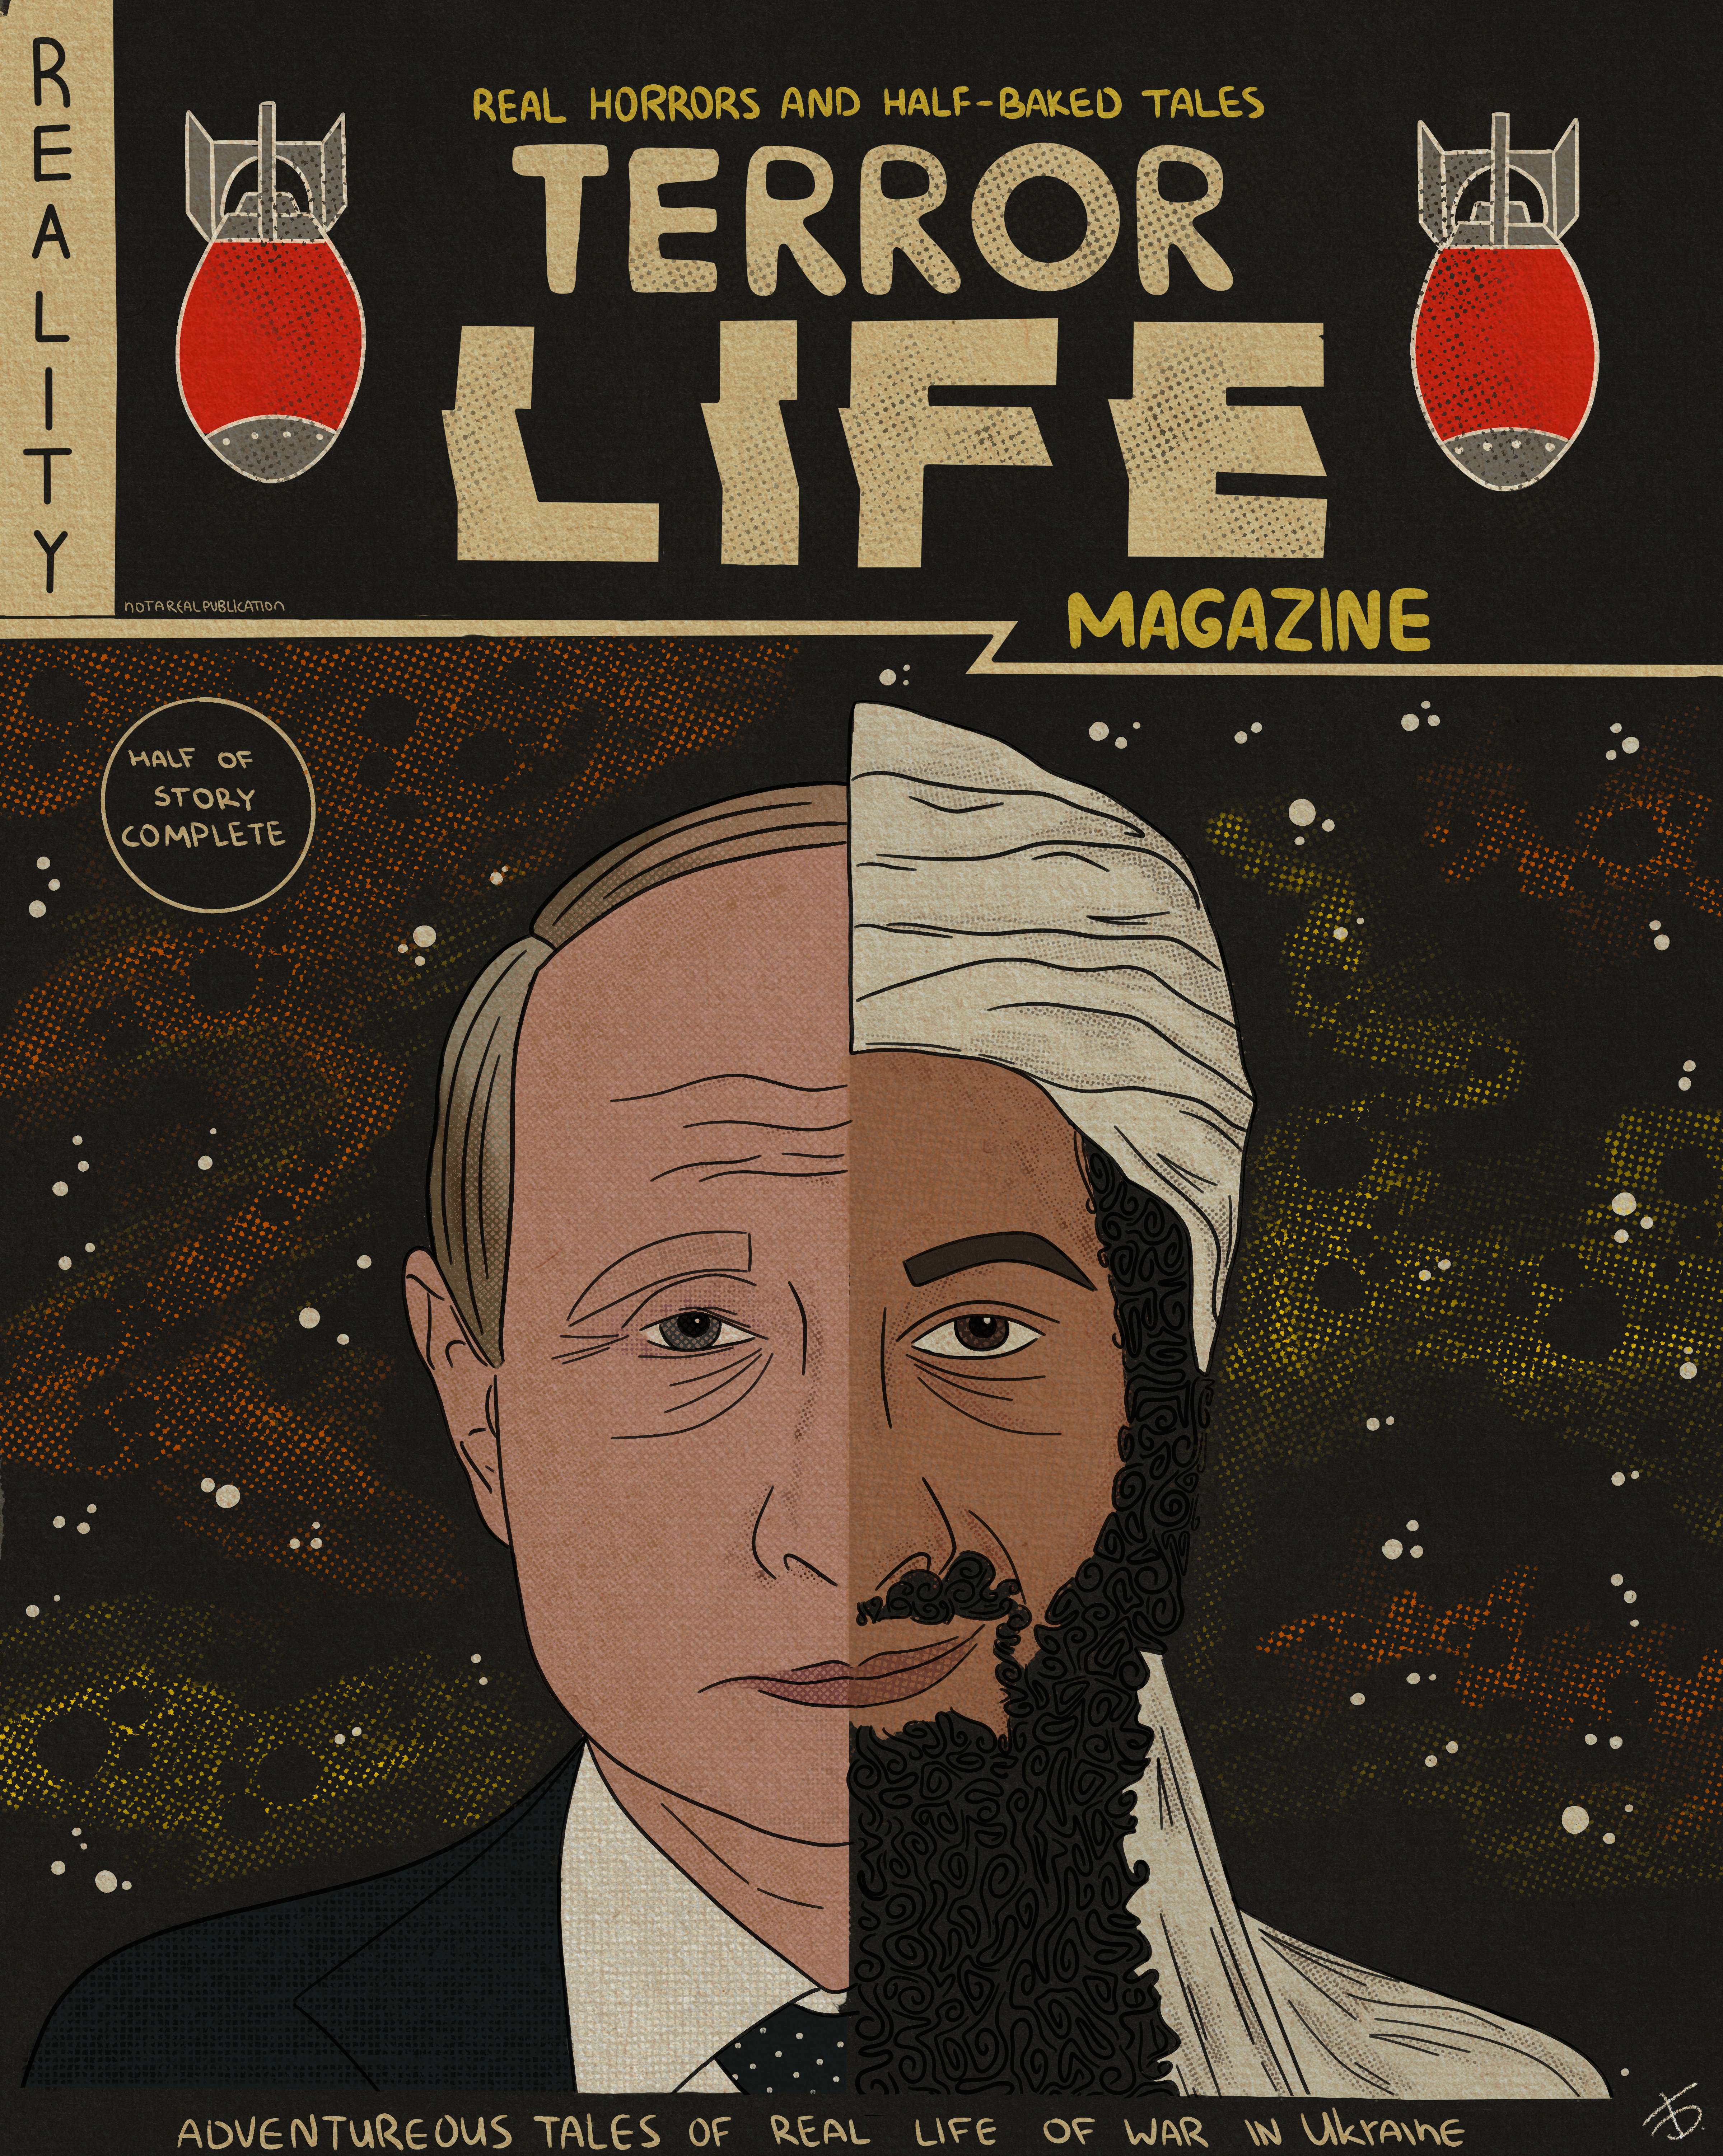 REALITY
REAL HORRORS AND HALF-BAKED TALES
TERROR
LIFE
MAGAZINE
NOTAREALPUBLICATION
HALF OF
STORY
COMPLETE
ADVENTUREOUS TALES OF REAL LIFE OF WAR IN UkRAINE